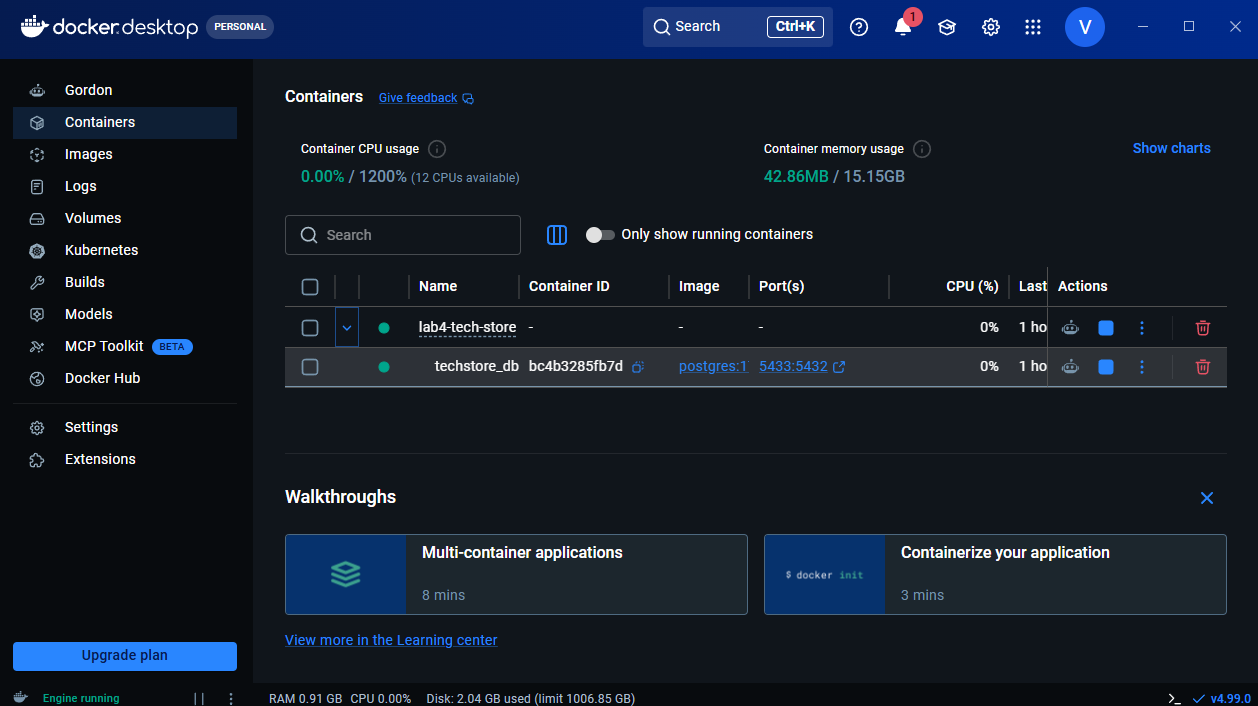 docker.desktop PERSONAL Search Ctrl+K 1 V
Gordon
Containers
Images
Logs
Volumes
Kubernetes
Builds
Models
MCP Toolkit BETA
Docker Hub
Settings
Extensions
Upgrade plan
Containers Give feedback
Container CPU usage
0.00% / 1200% (12 CPUs available)
Container memory usage
42.86MB / 15.15GB
Show charts
Search
Only show running containers
Name Container ID Image Port(s) CPU (%) Last Actions
lab4-tech-store - - - 0% 1 ho
techstore_db bc4b3285fb7d postgres:1 5433:5432 0% 1 ho
Walkthroughs
Multi-container applications
8 mins
$ docker init
Containerize your application
3 mins
View more in the Learning center
Engine running RAM 0.91 GB CPU 0.00% Disk: 2.04 GB used (limit 1006.85 GB) v4.99.0